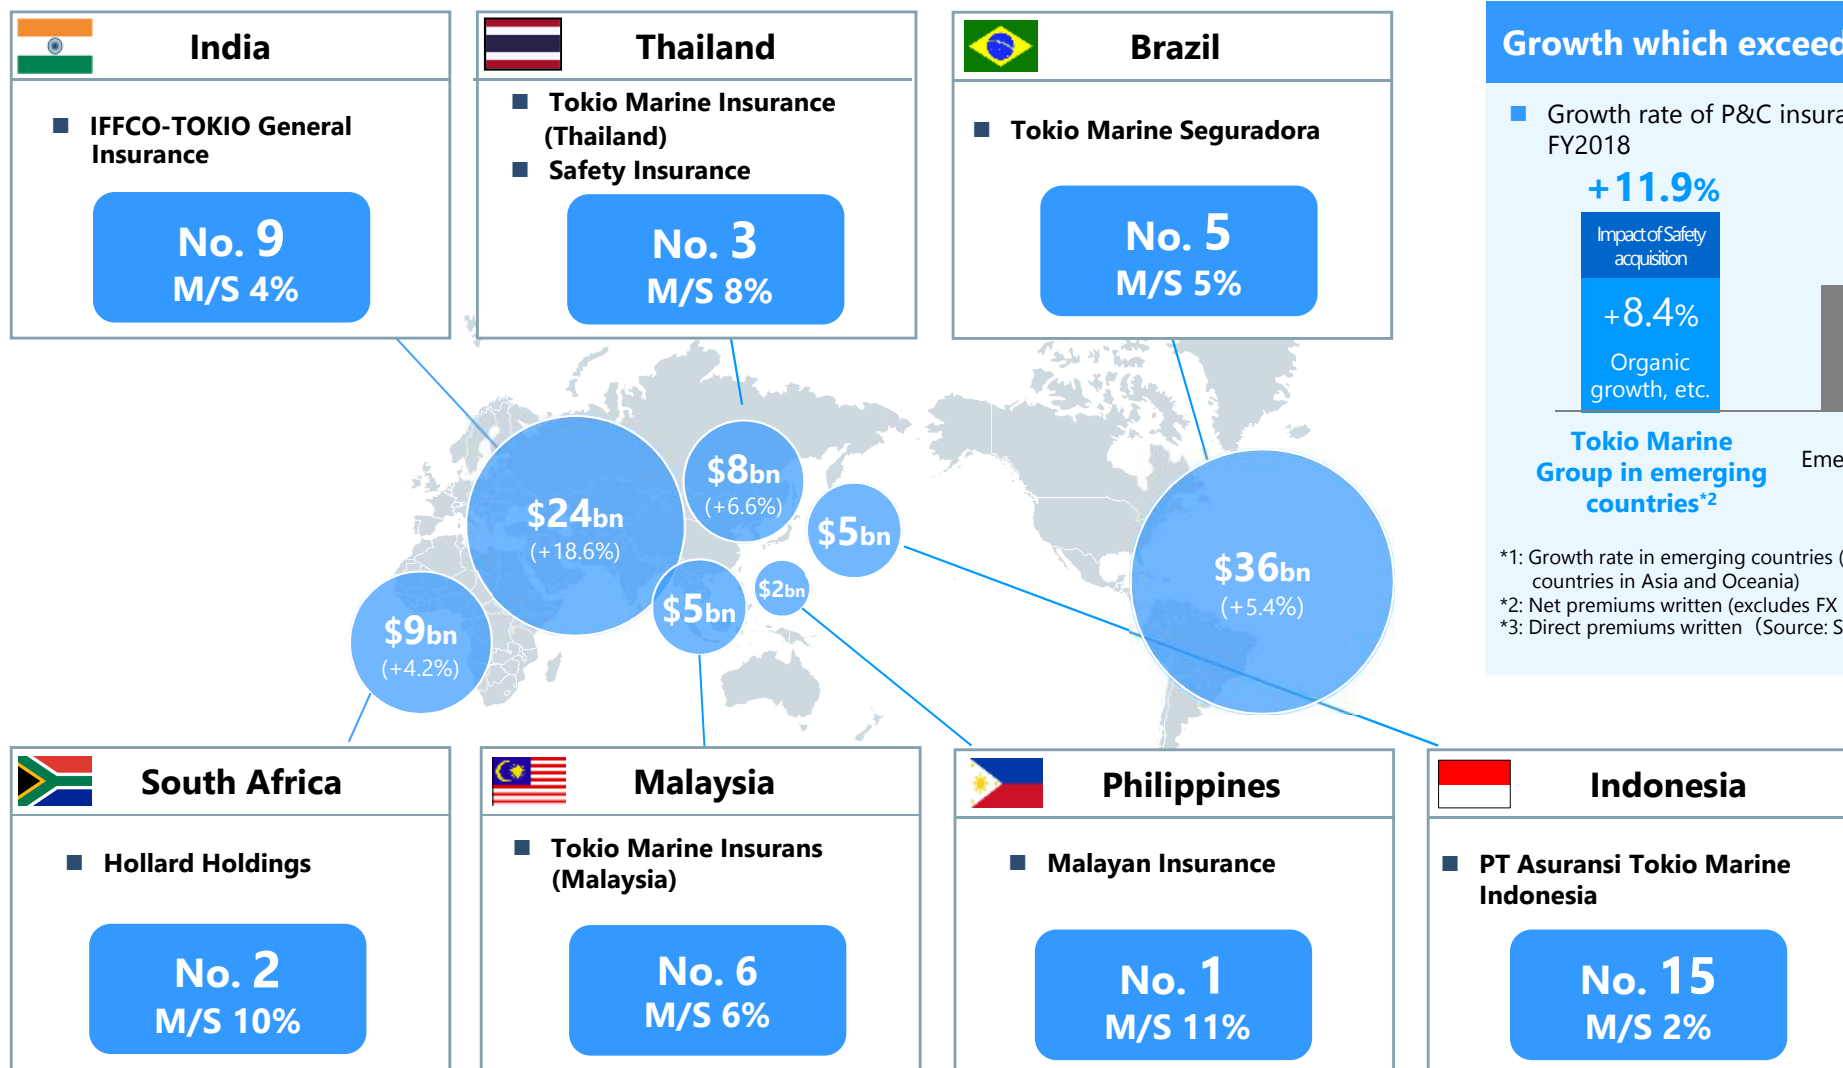 India
IFFCO-TOKIO General
Insurance
No. 9
M/S 4%
Thailand
Tokio Marine Insurance
(Thailand)
Safety Insurance
No. 3
M/S 8%
Brazil
Tokio Marine Seguradora
No. 5
M/S 5%
Growth which exceed
Growth rate of P&C insura
FY2018
+11.9%
Impact of Safety
acquisition
+8.4%
Organic
growth, etc.
Tokio Marine
Group in emerging
countries*2
Eme
*1: Growth rate in emerging countries (
countries in Asia and Oceania)
*2: Net premiums written (excludes FX
*3: Direct premiums written（Source: S
$24bn
(+18.6%)
$8bn
(+6.6%)
$5bn
$36bn
(+5.4%)
$9bn
(+4.2%)
$5bn
$2bn
South Africa
Hollard Holdings
No. 2
M/S 10%
Malaysia
Tokio Marine Insurans
(Malaysia)
No. 6
M/S 6%
Philippines
Malayan Insurance
No. 1
M/S 11%
Indonesia
PT Asuransi Tokio Marine
Indonesia
No. 15
M/S 2%